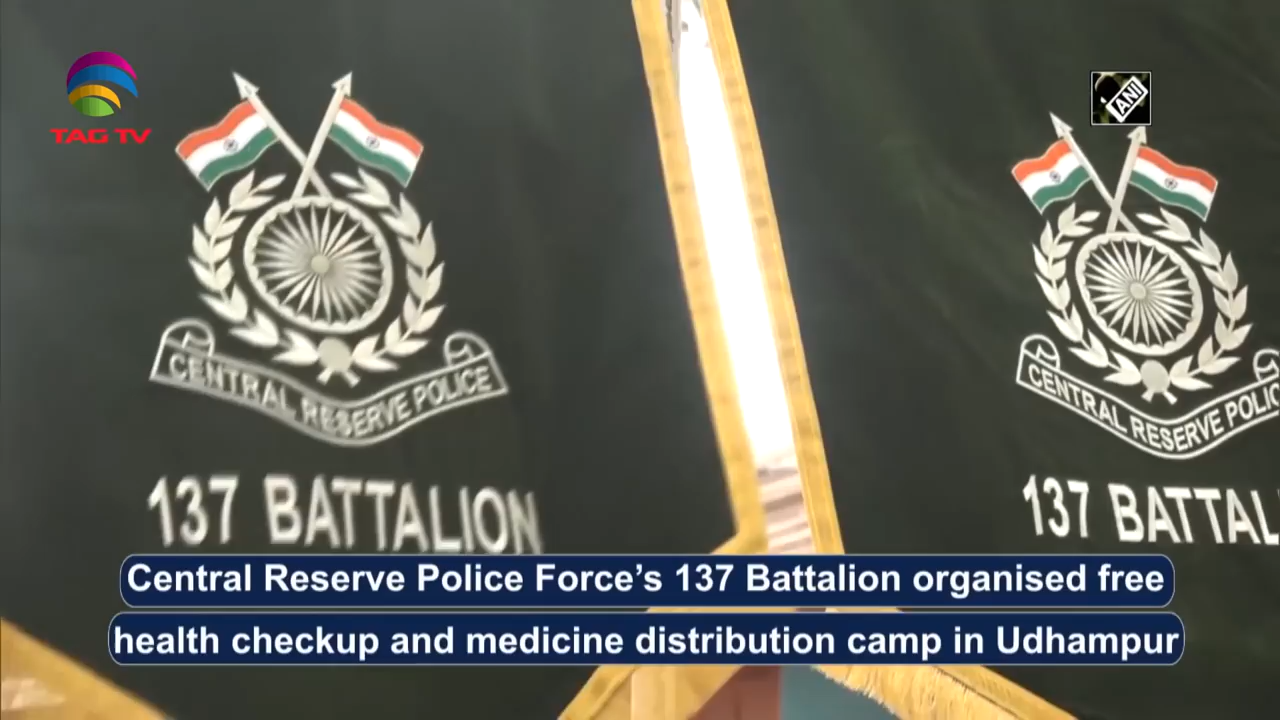 TAG TV
ANI
CENTRAL RESERVE POLICE
137 BATTALION
CENTRAL RESERVE POLIC
137 BATTAL
Central Reserve Police Force’s 137 Battalion organised free
health checkup and medicine distribution camp in Udhampur